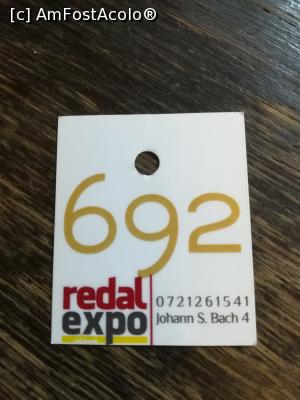 [c] AmFostAcolo®
692
redal
expo
0721261541
Johann S. Bach 4